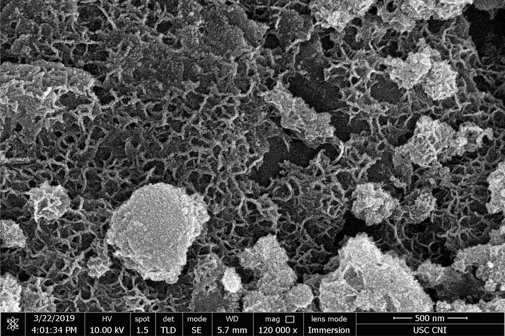 3/22/2019 HV spot det mode WD mag lens mode 500 nm
4:01:34 PM 10.00 kV 1.5 TLD SE 5.7 mm 120 000 x Immersion USC CNI